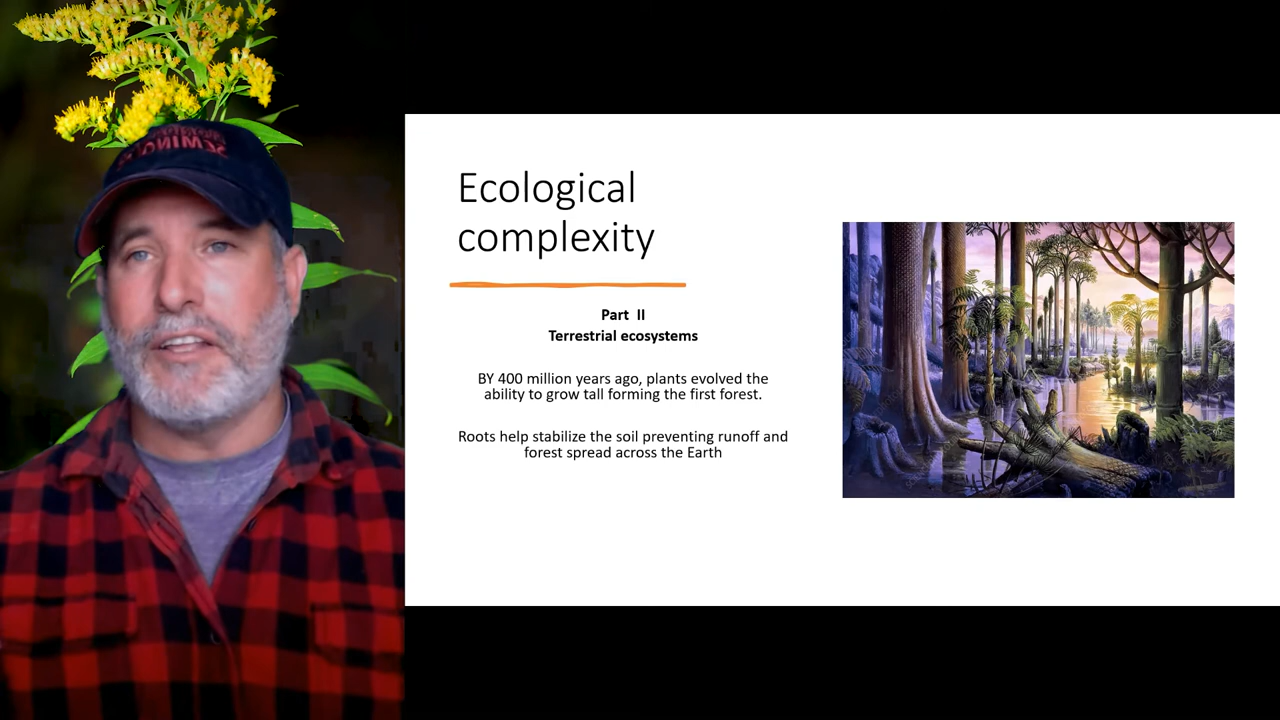 Ecological
complexity
Part II
Terrestrial ecosystems
BY 400 million years ago, plants evolved the
ability to grow tall forming the first forest.
Roots help stabilize the soil preventing runoff and
forest spread across the Earth